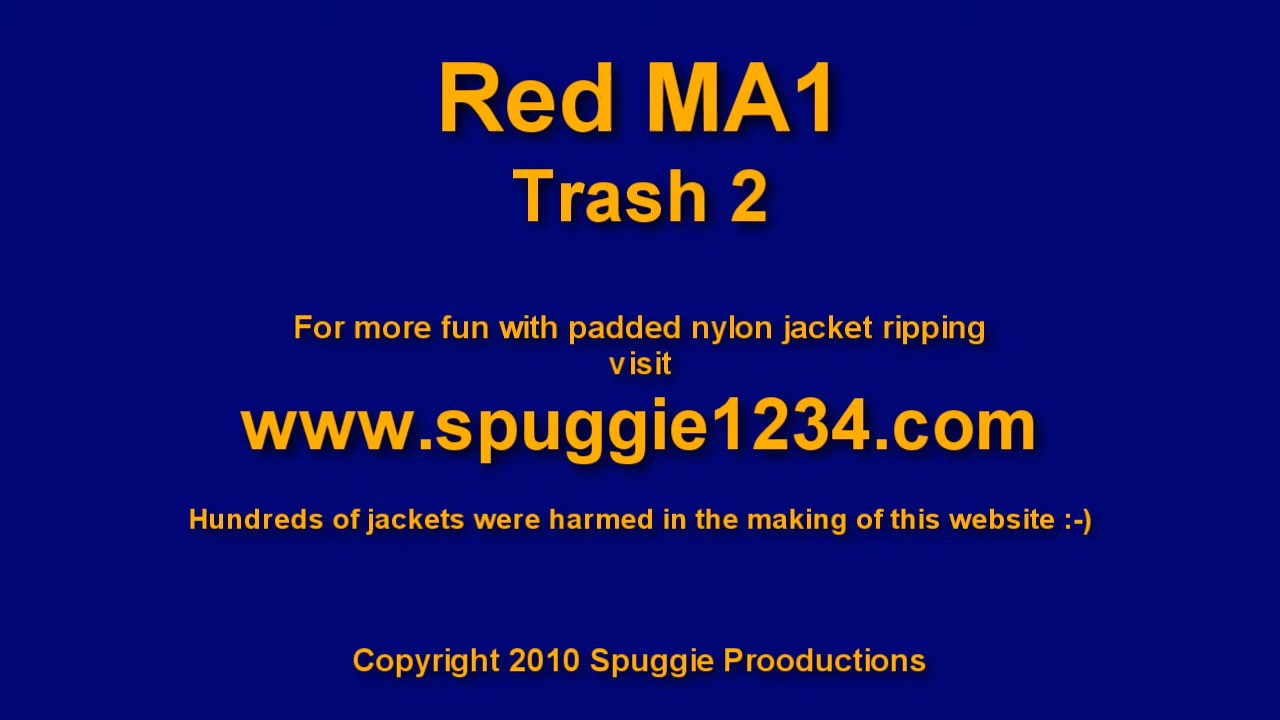 Red MA1
Trash 2
For more fun with padded nylon jacket ripping
visit
www.spuggie1234.com
Hundreds of jackets were harmed in the making of this website :-)
Copyright 2010 Spuggie Prooductions